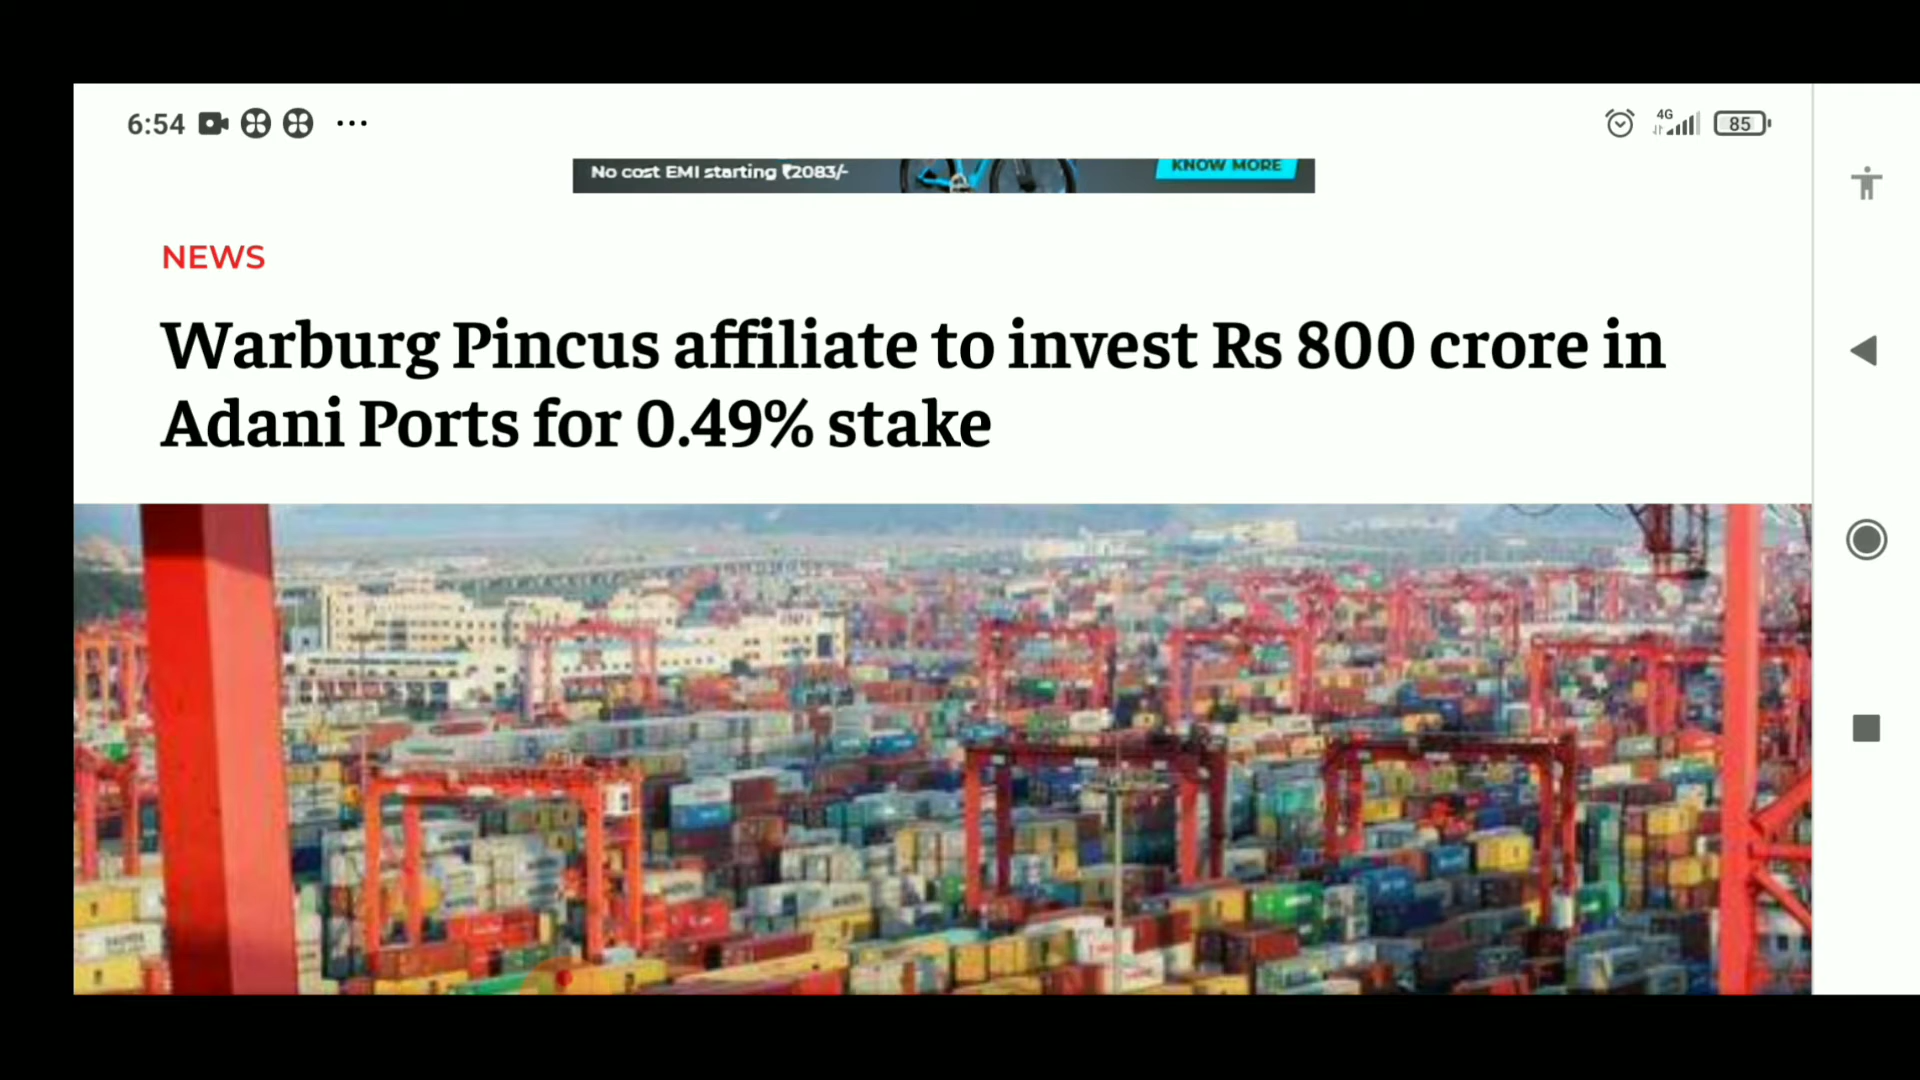 6:54
4G
85
No cost EMI starting ₹2083/-
KNOW MORE
NEWS
Warburg Pincus affiliate to invest Rs 800 crore in
Adani Ports for 0.49% stake